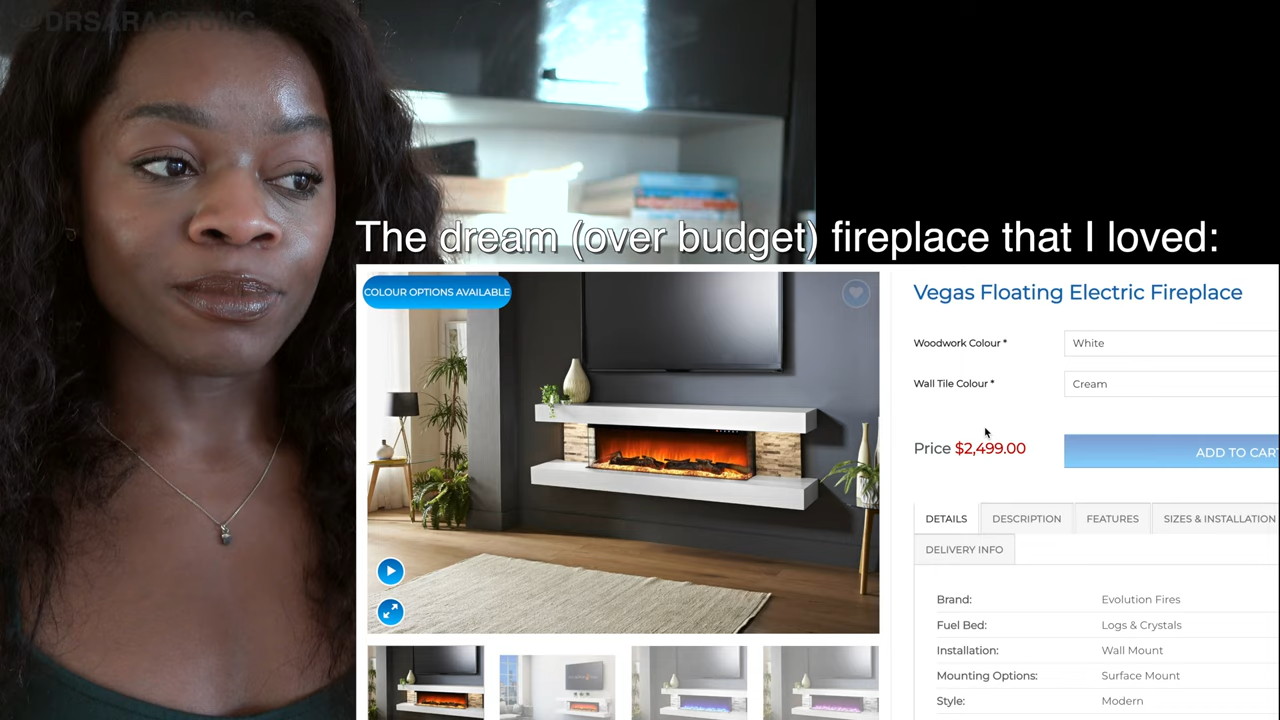 @DRSARAOTUNG
The dream (over budget) fireplace that I loved:
COLOUR OPTIONS AVAILABLE
Vegas Floating Electric Fireplace
Woodwork Colour * White
Wall Tile Colour * Cream
Price $2,499.00
ADD TO CAR
DETAILS DESCRIPTION FEATURES SIZES & INSTALLATION
DELIVERY INFO
Brand: Evolution Fires
Fuel Bed: Logs & Crystals
Installation: Wall Mount
Mounting Options: Surface Mount
Style: Modern